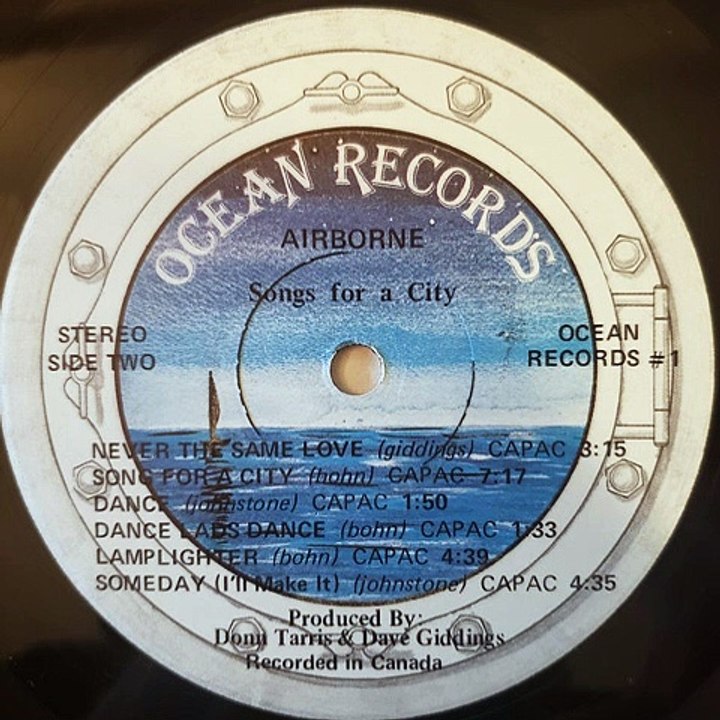 OCEAN RECORDS
AIRBORNE
Songs for a City
STEREO
SIDE TWO
OCEAN
RECORDS #1
NEVER THE SAME LOVE (giddings) CAPAC 3:15
SONG FOR A CITY (bohn) CAPAC 7:17
DANCE (johnstone) CAPAC 1:50
DANCE LADS DANCE (bohn) CAPAC 1:33
LAMPLIGHTER (bohn) CAPAC 4:39
SOMEDAY (I'll Make It) (johnstone) CAPAC 4:35
Produced By:
Donn Tarris & Dave Giddings
Recorded in Canada